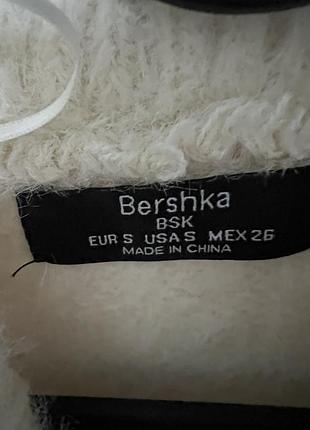 Bershka
BSK
EUR S USA S MEX 26
MADE IN CHINA